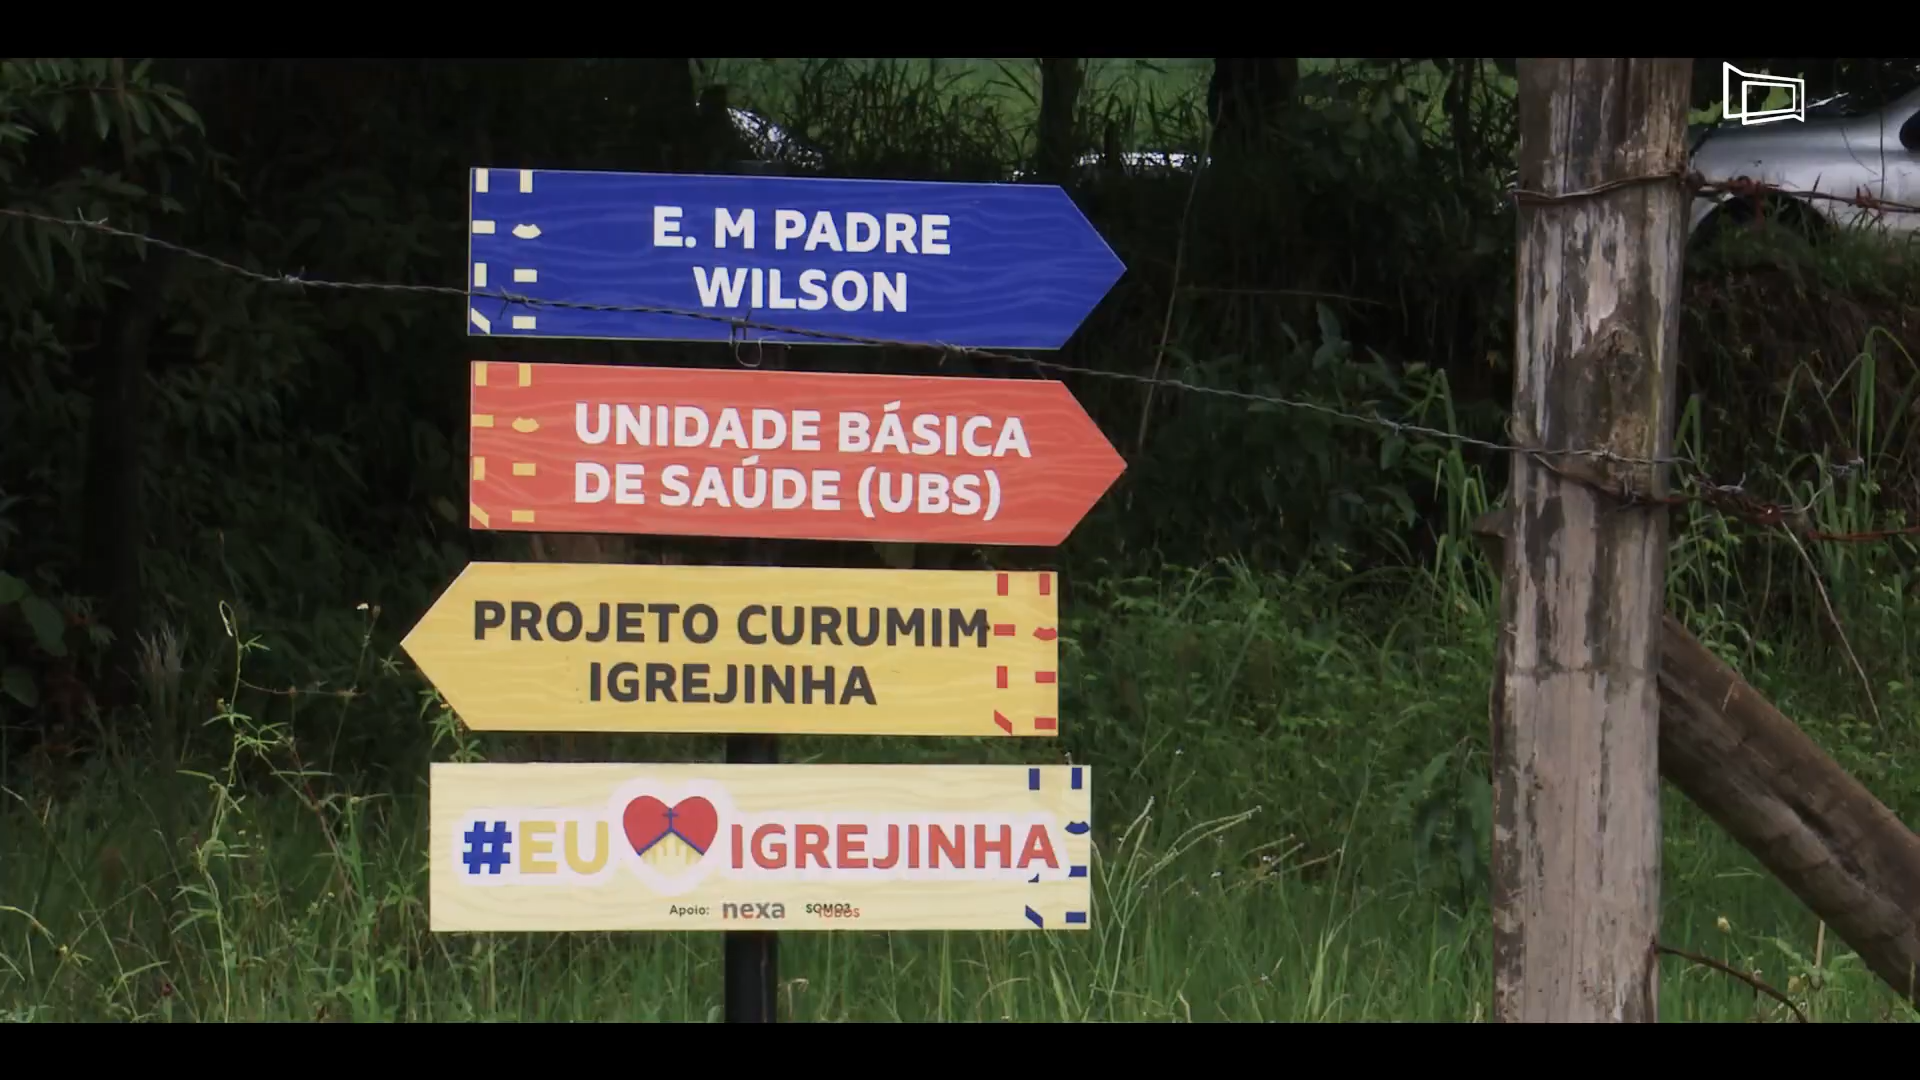 E. M PADRE
WILSON
UNIDADE BÁSICA
DE SAÚDE (UBS)
PROJETO CURUMIM
IGREJINHA
#EU IGREJINHA
Apoio: nexa